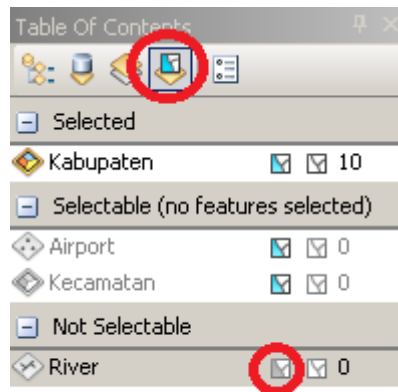 Table Of Contents
Selected
Kabupaten 10
Selectable (no features selected)
Airport 0
Kecamatan 0
Not Selectable
River 0